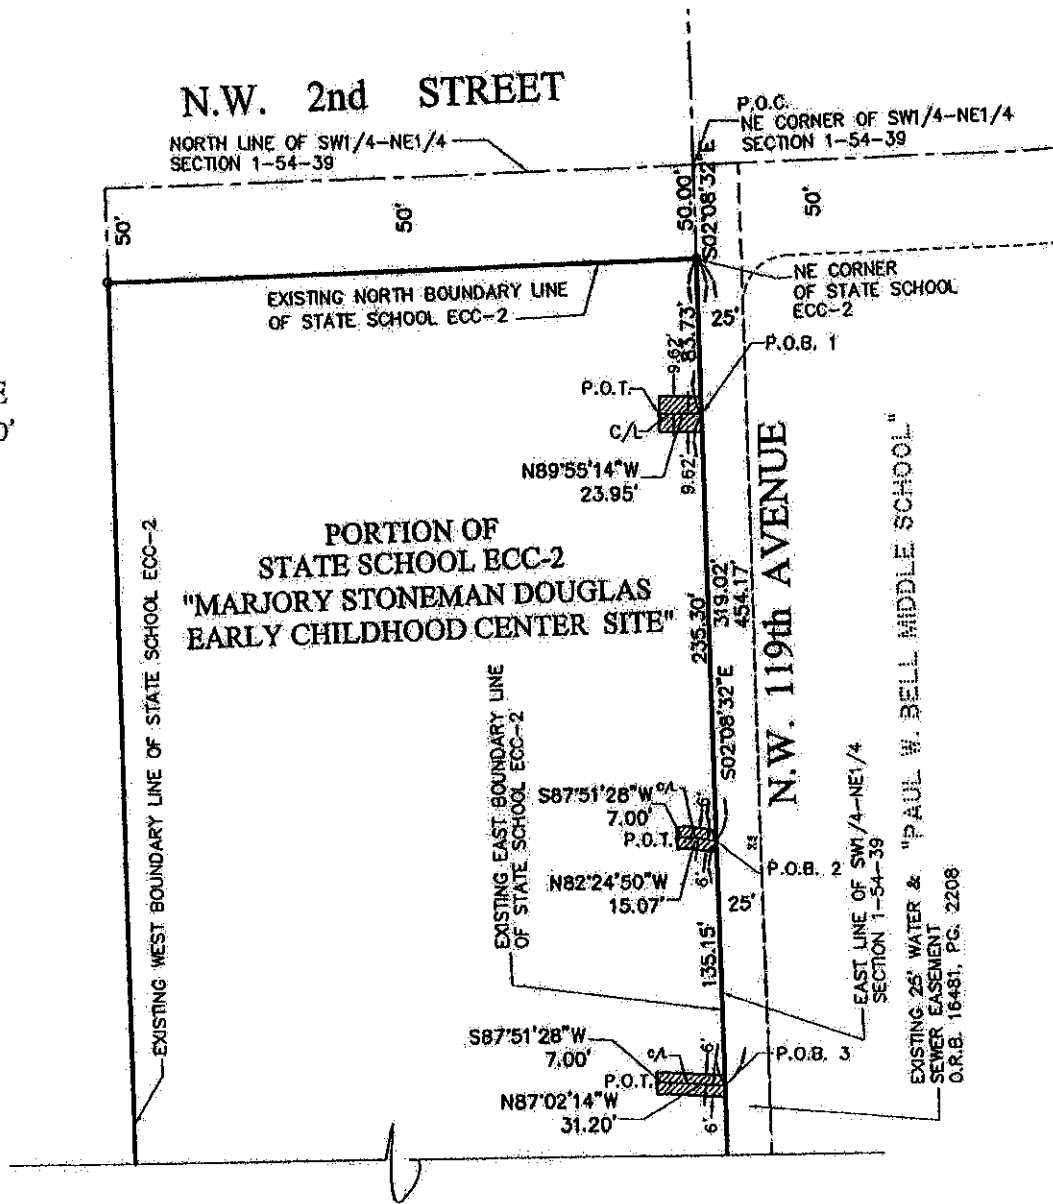 N.W. 2nd STREET
NORTH LINE OF SW1/4-NE1/4
SECTION 1-54-39
P.O.C.
NE CORNER OF SW1/4-NE1/4
SECTION 1-54-39
50'
50'
50.00'
S02°08'32"E
50'
EXISTING NORTH BOUNDARY LINE
OF STATE SCHOOL ECC-2
NE CORNER
OF STATE SCHOOL
ECC-2
83.73'
25'
P.O.B. 1
9.62'
P.O.T.
C/L
N89°55'14"W
23.95'
9.62'
E
0'
PORTION OF
STATE SCHOOL ECC-2
"MARJORY STONEMAN DOUGLAS
EARLY CHILDHOOD CENTER SITE"
EXISTING WEST BOUNDARY LINE OF STATE SCHOOL ECC-2
235.30'
319.02'
454.17
S02°08'32"E
N.W. 119th AVENUE
"PAUL W. BELL MIDDLE SCHOOL"
EXISTING EAST BOUNDARY LINE
OF STATE SCHOOL ECC-2
S87°51'28"W
7.00'
C/L
6'
P.O.T.
N82°24'50"W
15.07'
6'
P.O.B. 2
25'
135.15'
EAST LINE OF SW1/4-NE1/4
SECTION 1-54-39
EXISTING 25' WATER &
SEWER EASEMENT
O.R.B. 16481, PG. 2208
S87°51'28"W
7.00'
C/L
6'
P.O.T.
N87°02'14"W
31.20'
6'
P.O.B. 3